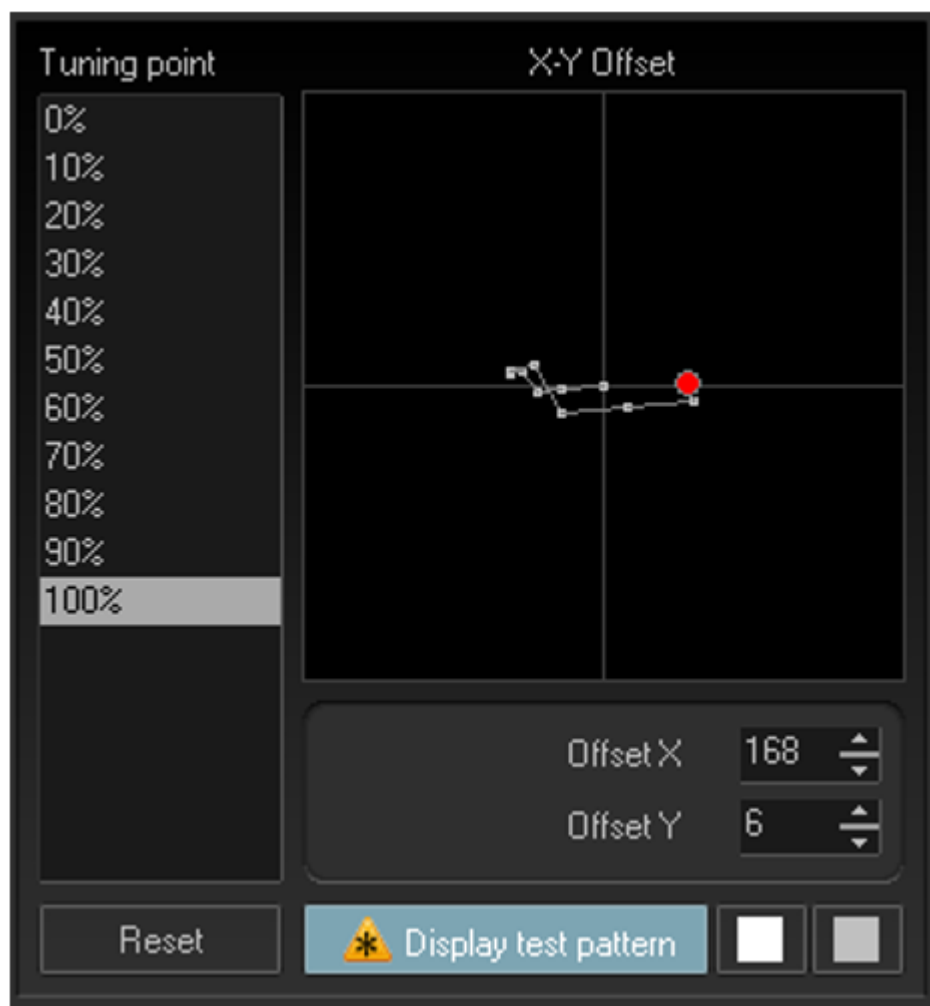 Tuning point
X-Y Offset
0%
10%
20%
30%
40%
50%
60%
70%
80%
90%
100%
Offset X 168
Offset Y 6
Reset
Display test pattern